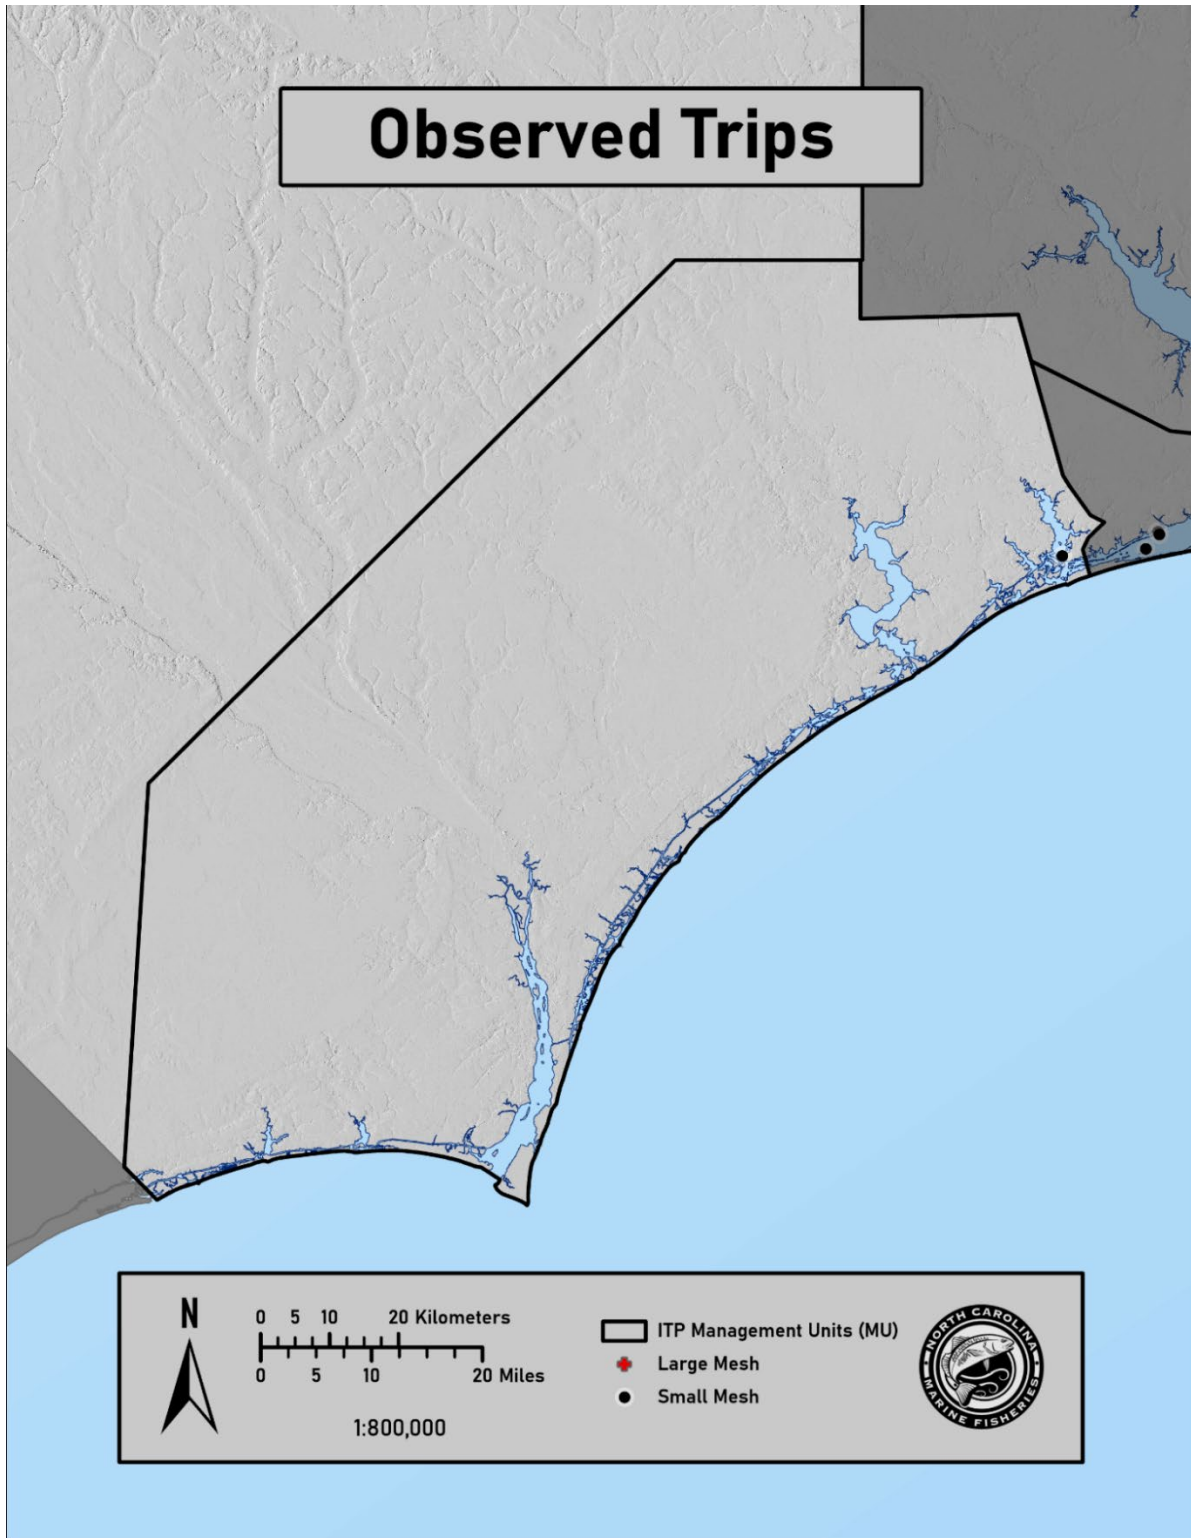 Observed Trips
N
0 5 10 20 Kilometers
0 5 10 20 Miles
1:800,000
ITP Management Units (MU)
Large Mesh
Small Mesh
NORTH CAROLINA
MARINE FISHERIES